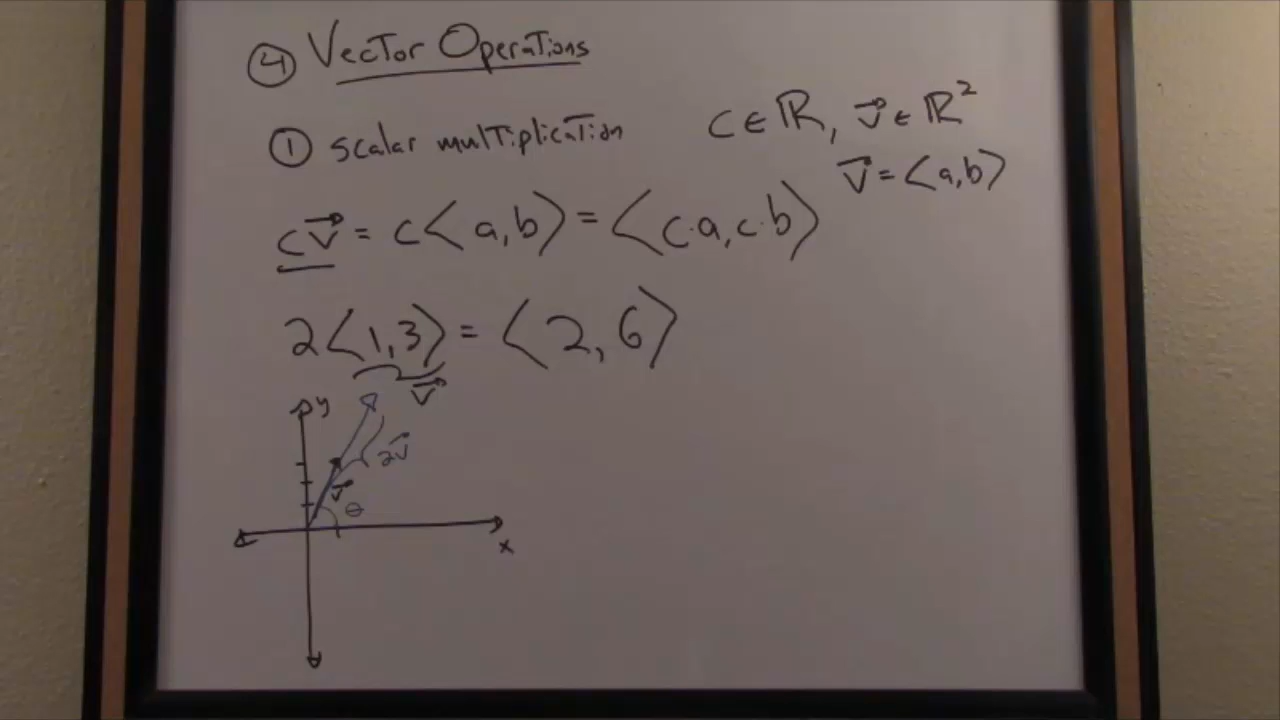 ④ Vector Operations
① scalar multiplication c ∈ ℝ, v⃗ ∈ ℝ²
v⃗ = ⟨a,b⟩
cv⃗ = c⟨a,b⟩ = ⟨c·a, c·b⟩
2⟨1,3⟩ = ⟨2,6⟩
v⃗
y
2v⃗
v⃗
θ
x